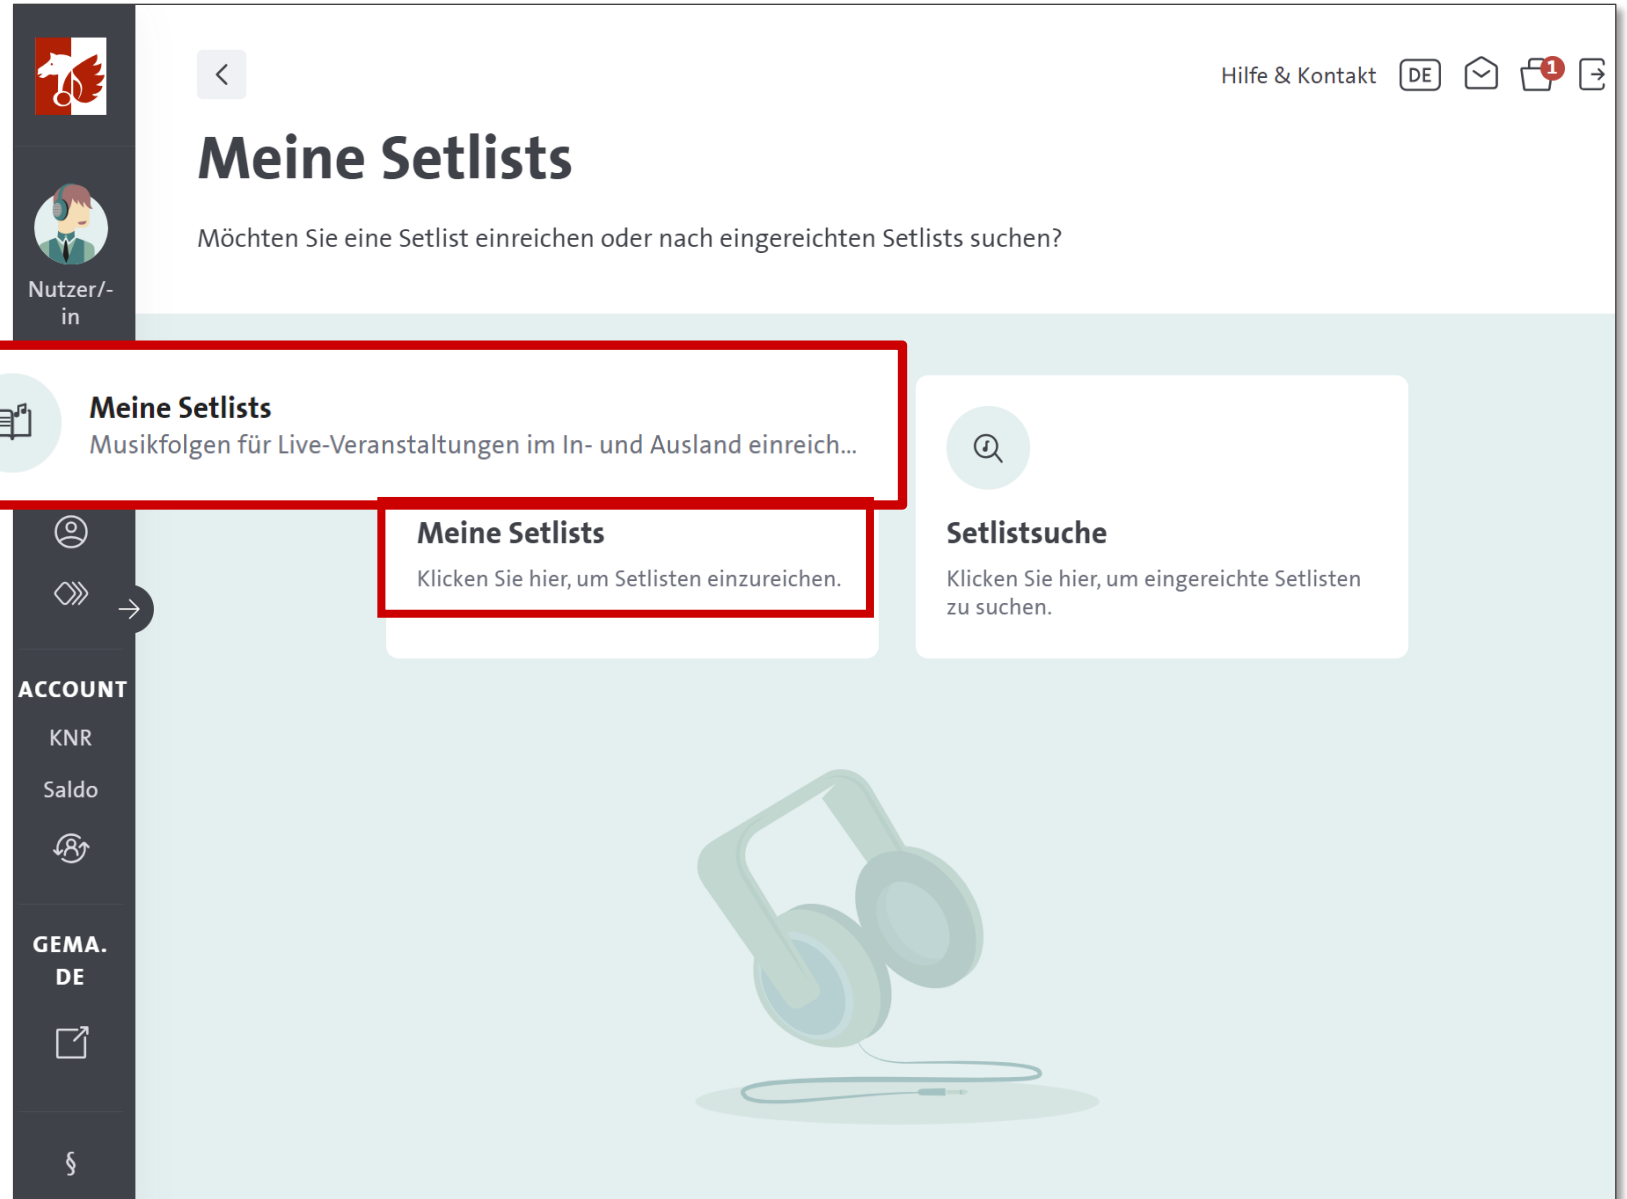 Hilfe & Kontakt
DE
1
Meine Setlists
Möchten Sie eine Setlist einreichen oder nach eingereichten Setlists suchen?
Nutzer/-
in
Meine Setlists
Musikfolgen für Live-Veranstaltungen im In- und Ausland einreich...
Meine Setlists
Klicken Sie hier, um Setlisten einzureichen.
Setlistsuche
Klicken Sie hier, um eingereichte Setlisten
zu suchen.
ACCOUNT
KNR
Saldo
GEMA.
DE
§